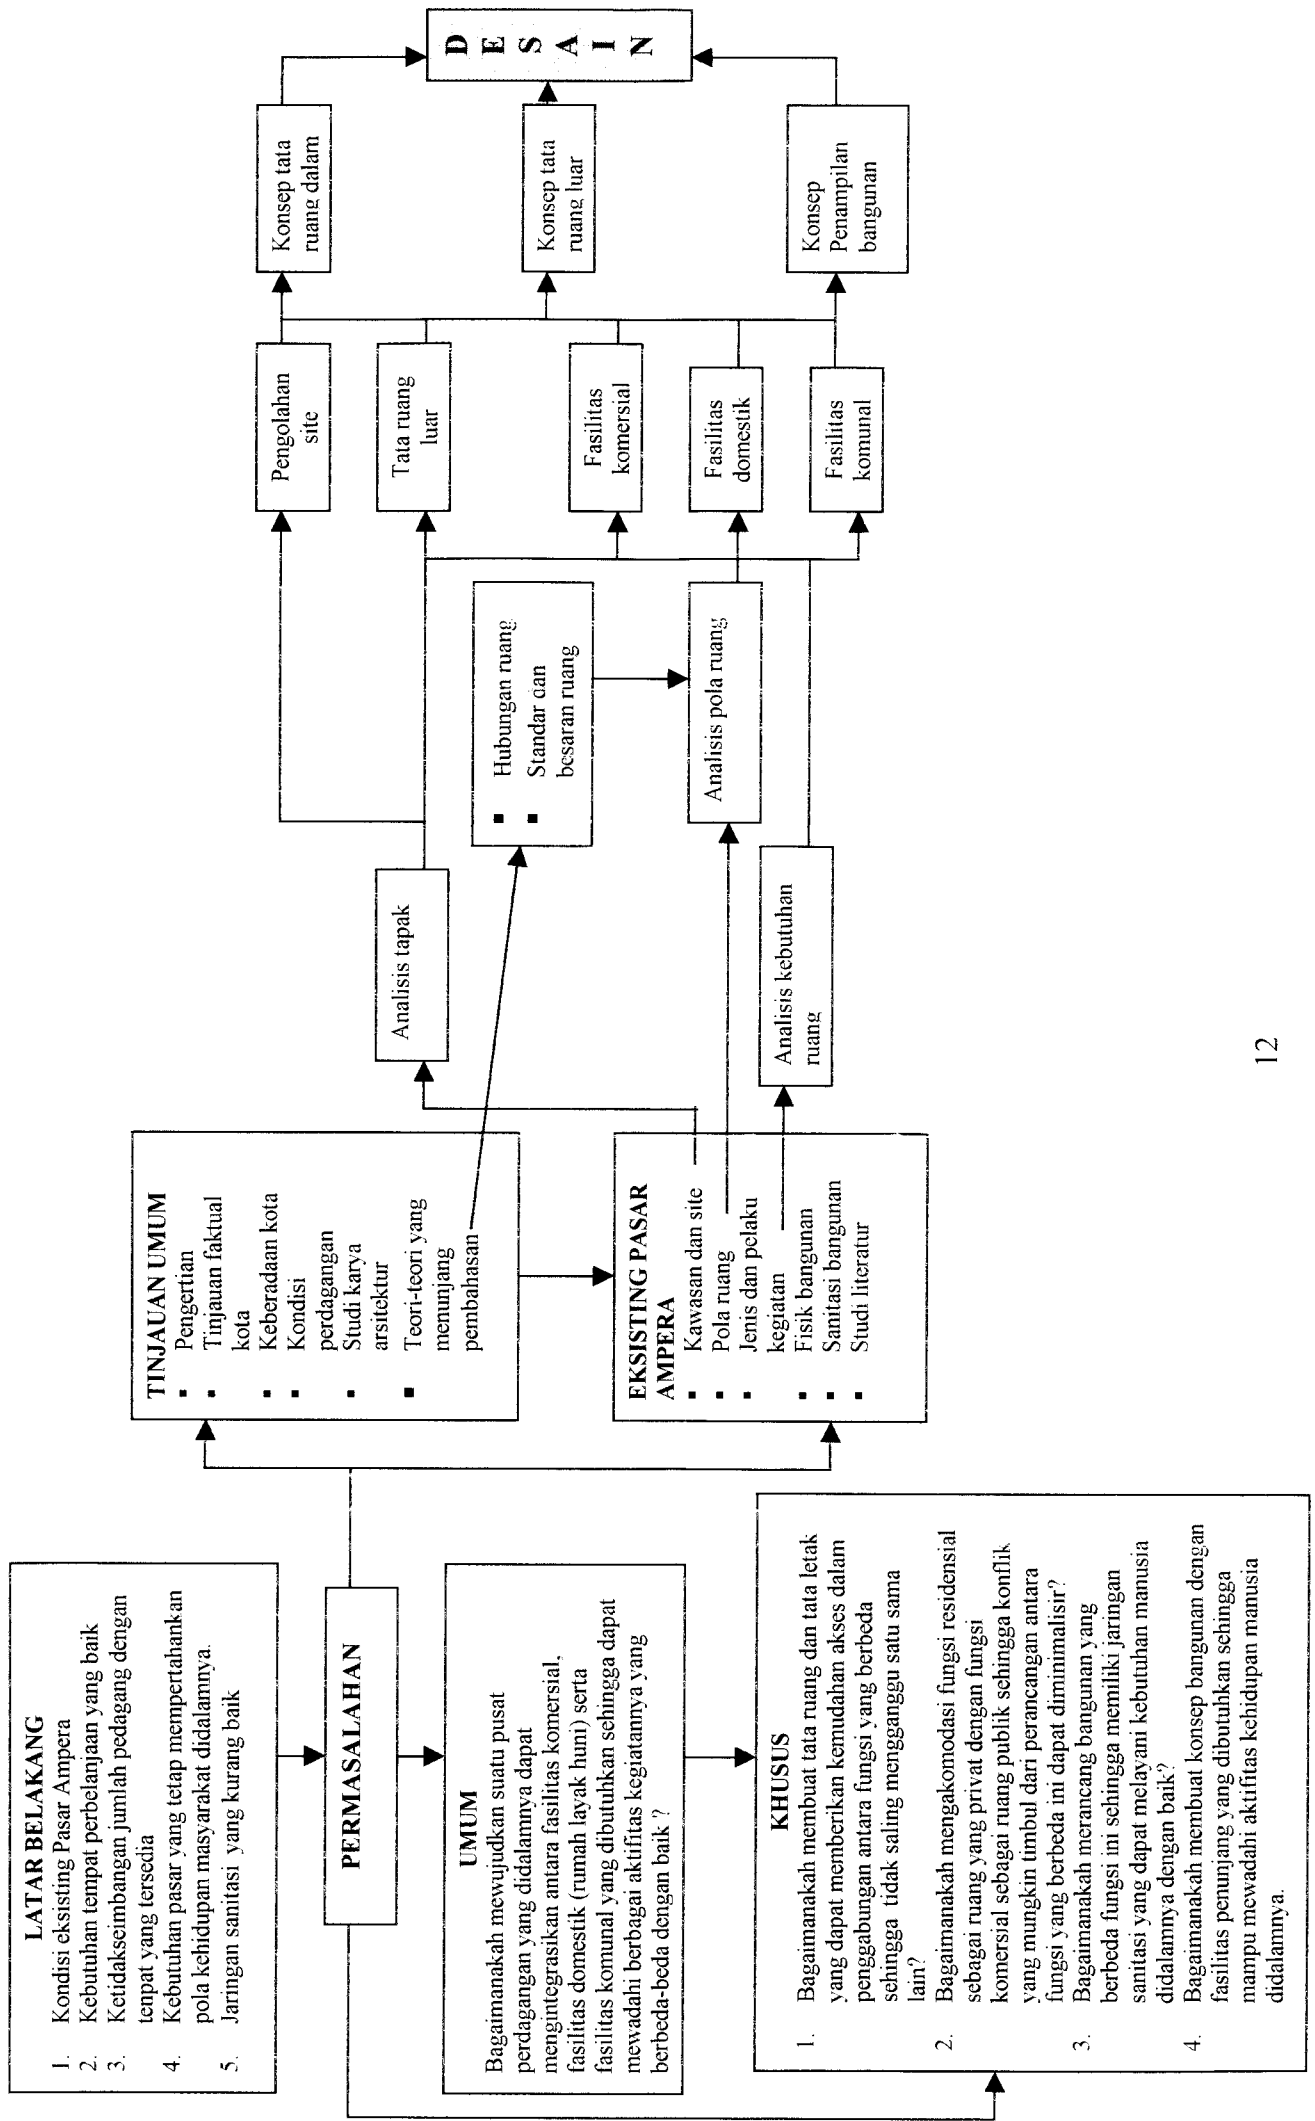 LATAR BELAKANG
1. Kondisi eksisting Pasar Ampera
2. Kebutuhan tempat perbelanjaan yang baik
3. Ketidakseimbangan jumlah pedagang dengan
tempat yang tersedia
4. Kebutuhan pasar yang tetap mempertahankan
pola kehidupan masyarakat didalamnya.
5. Jaringan sanitasi yang kurang baik
PERMASALAHAN
UMUM
Bagaimanakah mewujudkan suatu pusat
perdagangan yang didalamnya dapat
mengintegrasikan antara fasilitas komersial,
fasilitas domestik (rumah layak huni) serta
fasilitas komunal yang dibutuhkan sehingga dapat
mewadahi berbagai aktifitas kegiatannya yang
berbeda-beda dengan baik ?
KHUSUS
1. Bagaimanakah membuat tata ruang dan tata letak
yang dapat memberikan kemudahan akses dalam
penggabungan antara fungsi yang berbeda
sehingga tidak saling mengganggu satu sama
lain?
2. Bagaimanakah mengakomodasi fungsi residensial
sebagai ruang yang privat dengan fungsi
komersial sebagai ruang publik sehingga konflik
yang mungkin timbul dari perancangan antara
fungsi yang berbeda ini dapat diminimalisir?
3. Bagaimanakah merancang bangunan yang
berbeda fungsi ini sehingga memiliki jaringan
sanitasi yang dapat melayani kebutuhan manusia
didalamnya dengan baik?
4. Bagaimanakah membuat konsep bangunan dengan
fasilitas penunjang yang dibutuhkan sehingga
mampu mewadahi aktifitas kehidupan manusia
didalamnya.
TINJAUAN UMUM
▪ Pengertian
▪ Tinjauan faktual
kota
▪ Keberadaan kota
▪ Kondisi
perdagangan
▪ Studi karya
arsitektur
▪ Teori-teori yang
menunjang
pembahasan
EKSISTING PASAR
AMPERA
▪ Kawasan dan site
▪ Pola ruang
▪ Jenis dan pelaku
kegiatan
▪ Fisik bangunan
▪ Sanitasi bangunan
▪ Studi literatur
Analisis tapak
▪ Hubungan ruang
▪ Standar dan
besaran ruang
Analisis pola ruang
Analisis kebutuhan
ruang
Pengolahan
site
Tata ruang
luar
Fasilitas
komersial
Fasilitas
domestik
Fasilitas
komunal
Konsep tata
ruang dalam
Konsep tata
ruang luar
Konsep
Penampilan
bangunan
D
E
S
A
I
N
12